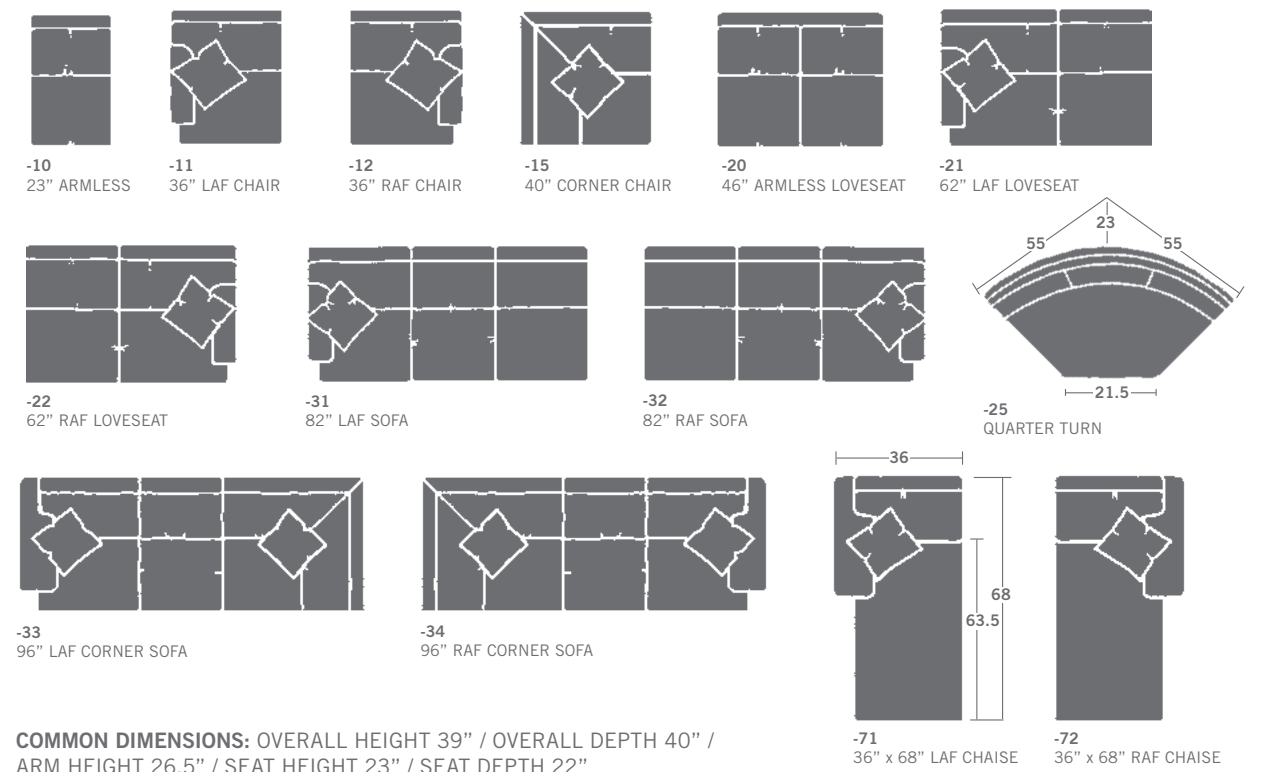 -10
23” ARMLESS
-11
36” LAF CHAIR
-12
36” RAF CHAIR
-15
40” CORNER CHAIR
-20
46” ARMLESS LOVESEAT
-21
62” LAF LOVESEAT
-22
62” RAF LOVESEAT
-31
82” LAF SOFA
-32
82” RAF SOFA
23
55
55
21.5
-25
QUARTER TURN
-33
96” LAF CORNER SOFA
-34
96” RAF CORNER SOFA
36
68
63.5
-71
36” x 68” LAF CHAISE
-72
36” x 68” RAF CHAISE
COMMON DIMENSIONS: OVERALL HEIGHT 39” / OVERALL DEPTH 40” /
ARM HEIGHT 26.5” / SEAT HEIGHT 23” / SEAT DEPTH 22”